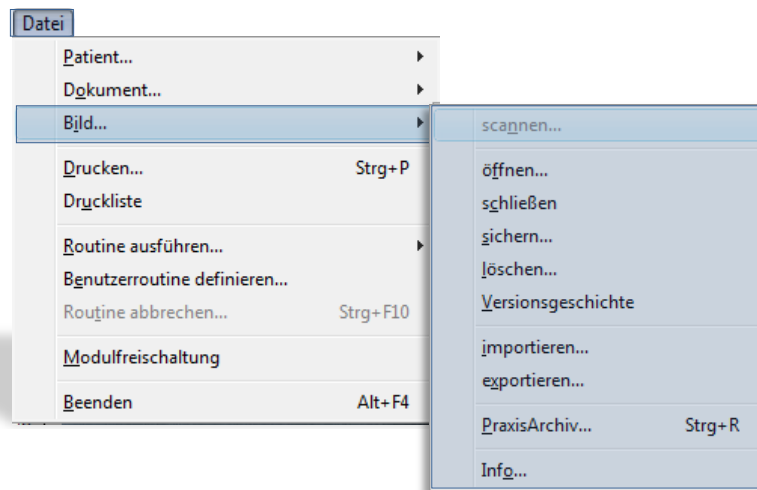 Datei
Patient...
Dokument...
Bild...
Drucken... Strg+P
Druckliste
Routine ausführen...
Benutzerroutine definieren...
Routine abbrechen... Strg+F10
Modulfreischaltung
Beenden Alt+F4
scannen...
öffnen...
schließen
sichern...
löschen...
Versionsgeschichte
importieren...
exportieren...
PraxisArchiv... Strg+R
Info...